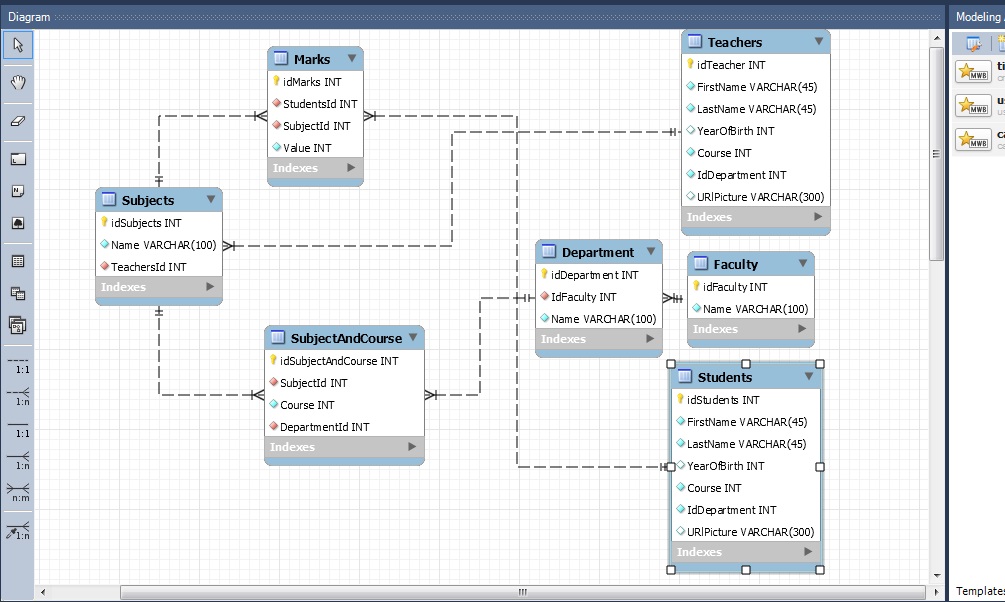 Diagram
Modeling
Marks
idMarks INT
StudentsId INT
SubjectId INT
Value INT
Indexes
Teachers
idTeacher INT
FirstName VARCHAR(45)
LastName VARCHAR(45)
YearOfBirth INT
Course INT
IdDepartment INT
URlPicture VARCHAR(300)
Indexes
Subjects
idSubjects INT
Name VARCHAR(100)
TeachersId INT
Indexes
Department
idDepartment INT
IdFaculty INT
Name VARCHAR(100)
Indexes
Faculty
idFaculty INT
Name VARCHAR(100)
Indexes
SubjectAndCourse
idSubjectAndCourse INT
SubjectId INT
Course INT
DepartmentId INT
Indexes
Students
idStudents INT
FirstName VARCHAR(45)
LastName VARCHAR(45)
YearOfBirth INT
Course INT
IdDepartment INT
URlPicture VARCHAR(300)
Indexes
1:1
1:n
1:1
1:n
n:m
1:n
MWB
MWB
MWB
Templates